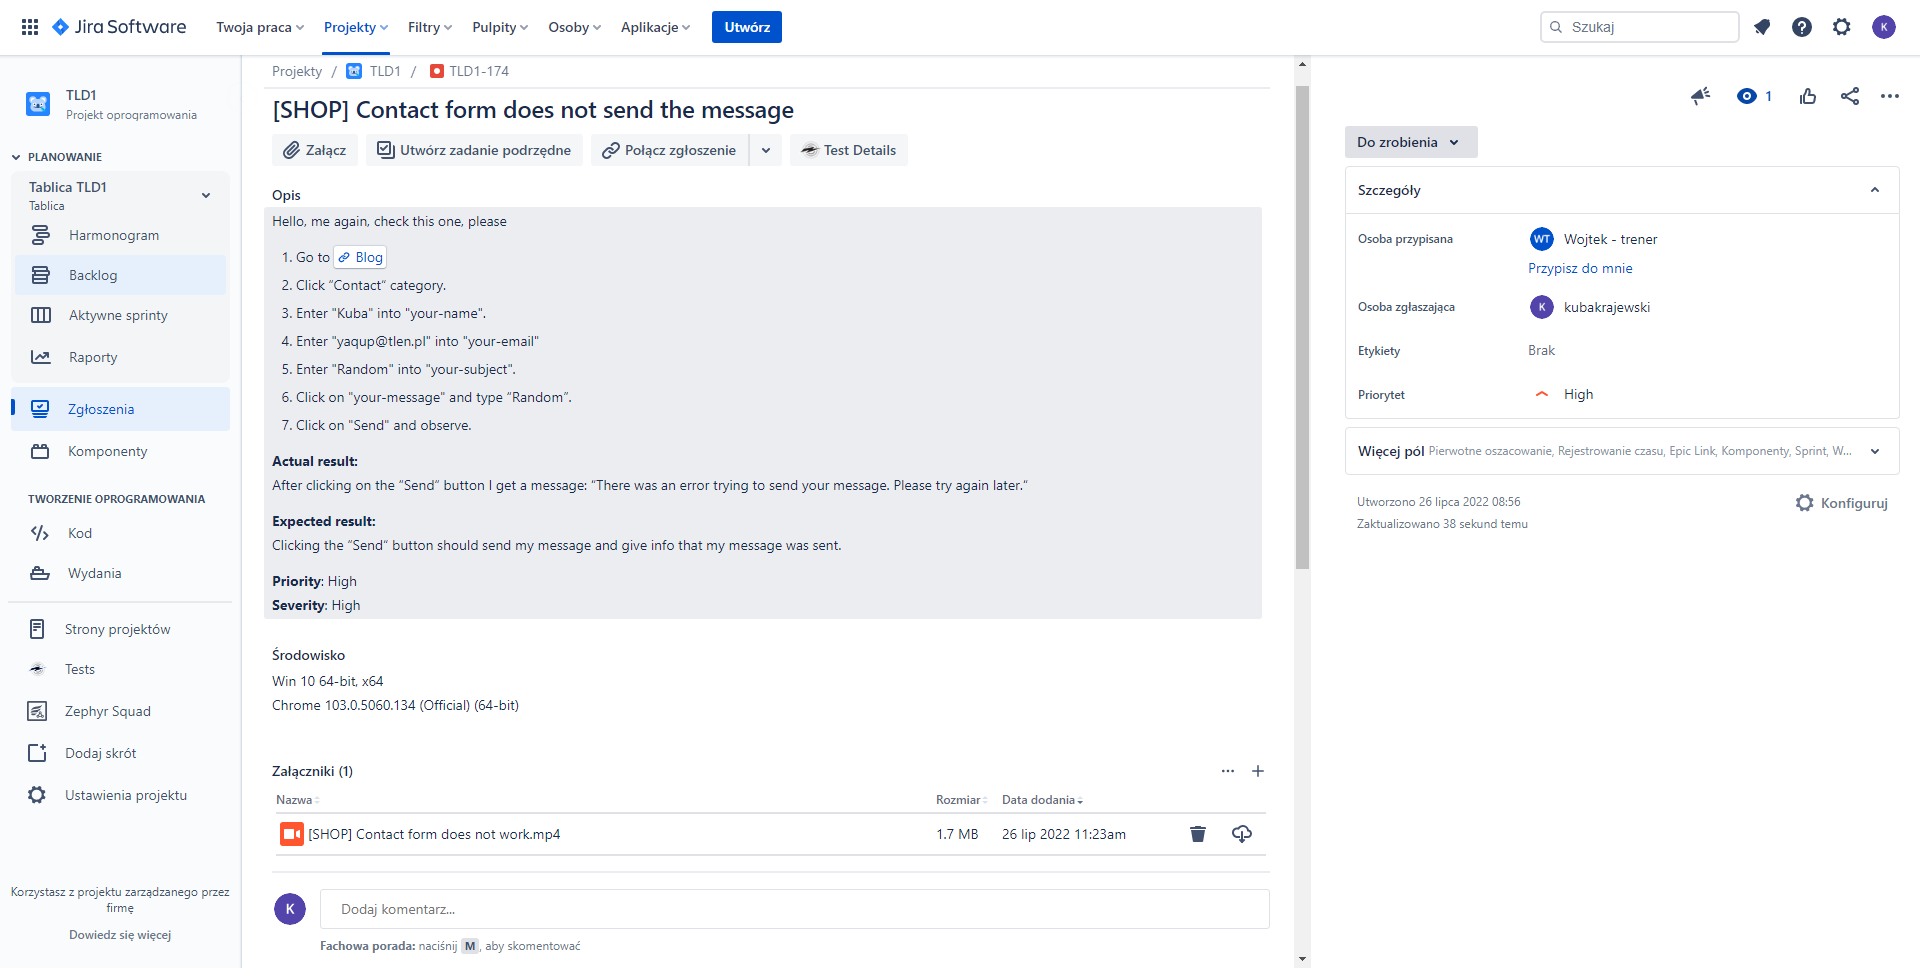 Jira Software
Twoja praca
Projekty
Filtry
Pulpity
Osoby
Aplikacje
Utwórz
Szukaj
K
TLD1
Projekt oprogramowania
PLANOWANIE
Tablica TLD1
Tablica
Harmonogram
Backlog
Aktywne sprinty
Raporty
Zgłoszenia
Komponenty
TWORZENIE OPROGRAMOWANIA
Kod
Wydania
Strony projektów
Tests
Zephyr Squad
Dodaj skrót
Ustawienia projektu
Korzystasz z projektu zarządzanego przez
firmę
Dowiedz się więcej
Projekty / TLD1 / TLD1-174
[SHOP] Contact form does not send the message
Załącz
Utwórz zadanie podrzędne
Połącz zgłoszenie
Test Details
Opis
Hello, me again, check this one, please
1. Go to Blog
2. Click “Contact“ category.
3. Enter "Kuba" into "your-name".
4. Enter "yaqup@tlen.pl" into "your-email"
5. Enter "Random" into "your-subject".
6. Click on "your-message" and type “Random”.
7. Click on "Send" and observe.
Actual result:
After clicking on the “Send” button I get a message: “There was an error trying to send your message. Please try again later.“
Expected result:
Clicking the “Send“ button should send my message and give info that my message was sent.
Priority: High
Severity: High
Środowisko
Win 10 64-bit, x64
Chrome 103.0.5060.134 (Official) (64-bit)
Załączniki (1)
Nazwa
Rozmiar
Data dodania
[SHOP] Contact form does not work.mp4
1.7 MB
26 lip 2022 11:23am
K
Dodaj komentarz...
Fachowa porada: naciśnij M, aby skomentować
1
Do zrobienia
Szczegóły
Osoba przypisana
WT
Wojtek - trener
Przypisz do mnie
Osoba zgłaszająca
K
kubakrajewski
Etykiety
Brak
Priorytet
High
Więcej pól Pierwotne oszacowanie, Rejestrowanie czasu, Epic Link, Komponenty, Sprint, W...
Utworzono 26 lipca 2022 08:56
Zaktualizowano 38 sekund temu
Konfiguruj